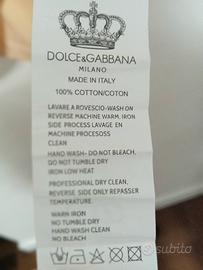 DOLCE&GABBANA
MILANO
MADE IN ITALY
100% COTTON/COTON
LAVARE A ROVESCIO-WASH ON
REVERSE MACHINE WARM, IRON
SIDE PROCESS LAVAGE EN
MACHINE PROCSOSS
CLEAN
HAND WASH- DO NOT BLEACH,
DO NOT TUMBLE DRY
IRON LOW HEAT
PROFESSIONAL DRY CLEAN,
REVERSE SIDE ONLY REPASSER
TEMPERATURE.
WARM IRON
NO TUMBLE DRY
HAND WASH CLEAN
NO BLEACH
subito